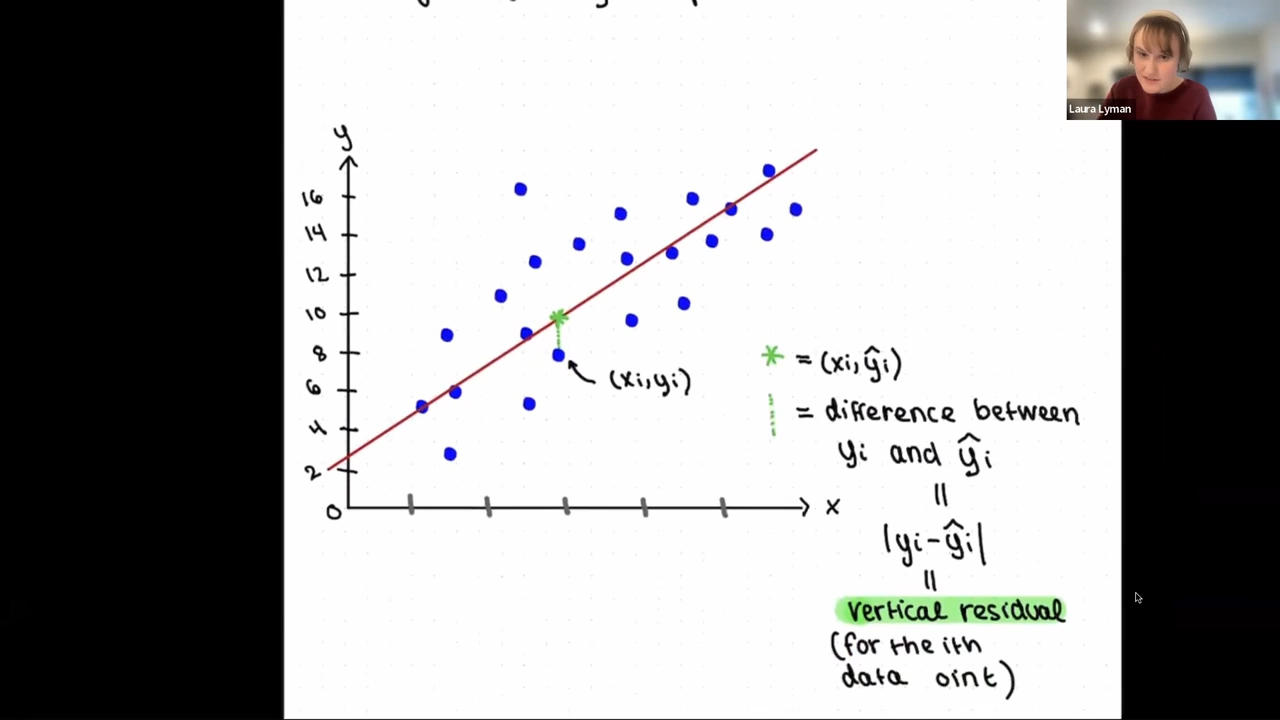 Laura Lyman
y
16
14
12
10
8
6
4
2
0
x
(xi, yi)
* = (xi, ŷi)
= difference between
yi and ŷi
||
|yi - ŷi|
||
vertical residual
(for the ith
data oint)